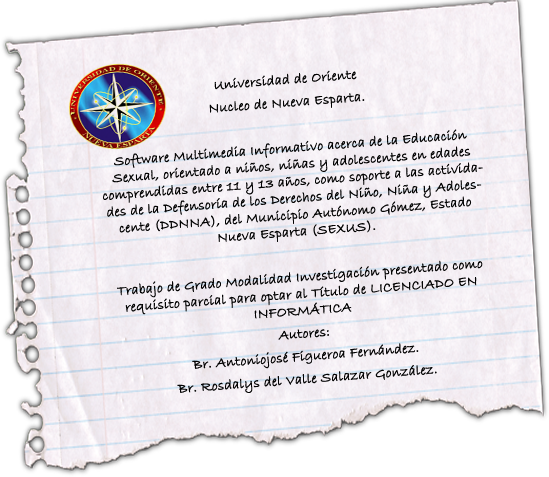 UNIVERSIDAD DE ORIENTE
NUEVA ESPARTA
Universidad de Oriente
Nucleo de Nueva Esparta.
Software Multimedia Informativo acerca de la Educación
Sexual, orientado a niños, niñas y adolescentes en edades
comprendidas entre 11 y 13 años, como soporte a las activida-
des de la Defensoría de los Derechos del Niño, Niña y Adoles-
cente (DDNNA), del Municipio Autónomo Gómez, Estado
Nueva Esparta (SEXUS).
Trabajo de Grado Modalidad Investigación presentado como
requisito parcial para optar al Título de LICENCIADO EN
INFORMÁTICA
Autores:
Br. Antoniojosé Figueroa Fernández.
Br. Rosdalys del Valle Salazar González.